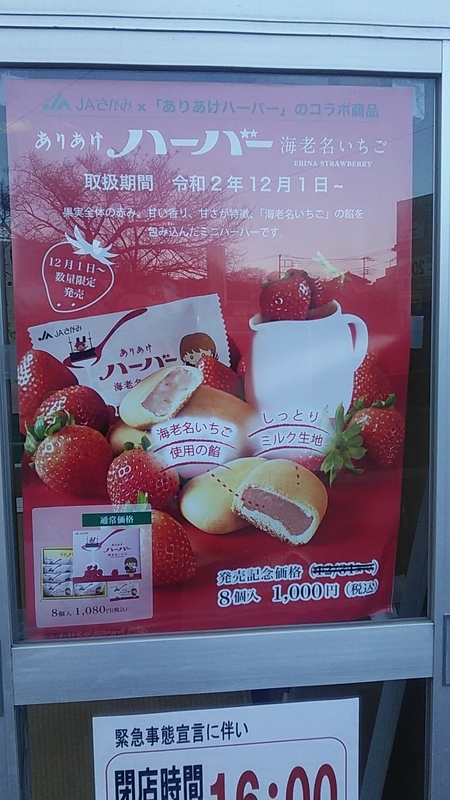 JAさがみ×「ありあけハーバー」のコラボ商品
ありあけ ハーバー 海老名いちご
EBINA STRAWBERRY
取扱期間 令和2年12月1日~
果実全体の赤み、甘い香り、甘さが特徴、「海老名いちご」の餡を
包み込んだミニハーバーです。
12月1日~
数量限定
発売
JAさがみ
ありあけ
ハーバー
海老名
海老名いちご
使用の餡
しっとり
ミルク生地
通常価格
ハーバー
8個入 1,080円(税込)
発売記念価格
8個入 1,000円(税込)
緊急事態宣言に伴い
閉店時間 16:00